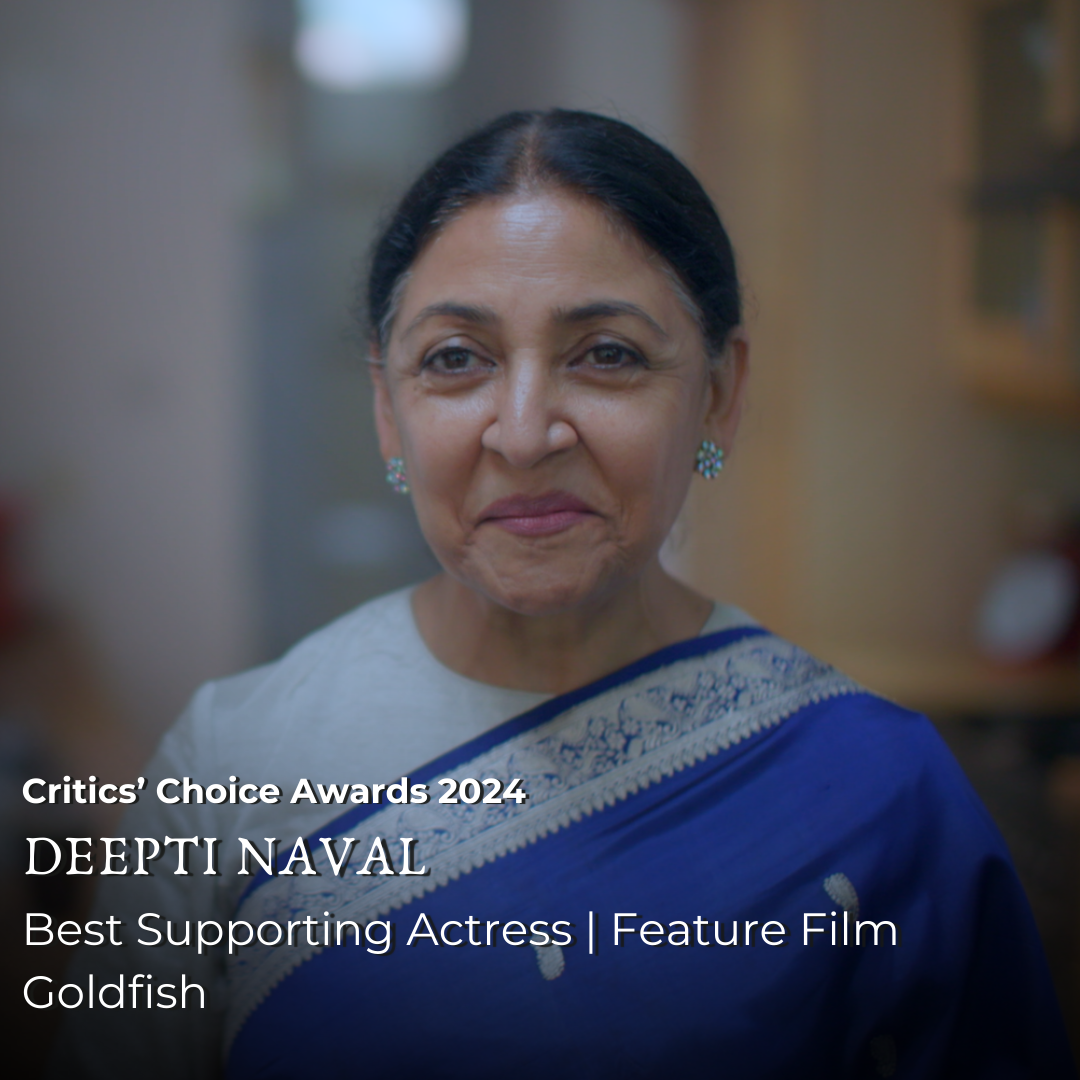 Critics’ Choice Awards 2024
DEEPTI NAVAL
Best Supporting Actress | Feature Film
Goldfish